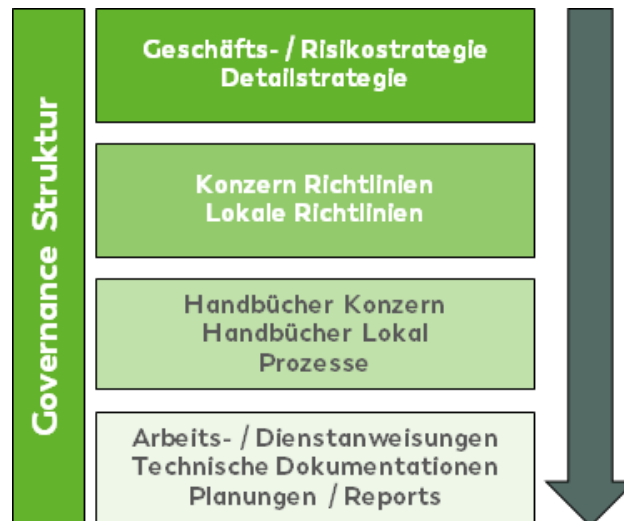 Governance Struktur
Geschäfts- / Risikostrategie
Detailstrategie
Konzern Richtlinien
Lokale Richtlinien
Handbücher Konzern
Handbücher Lokal
Prozesse
Arbeits- / Dienstanweisungen
Technische Dokumentationen
Planungen / Reports